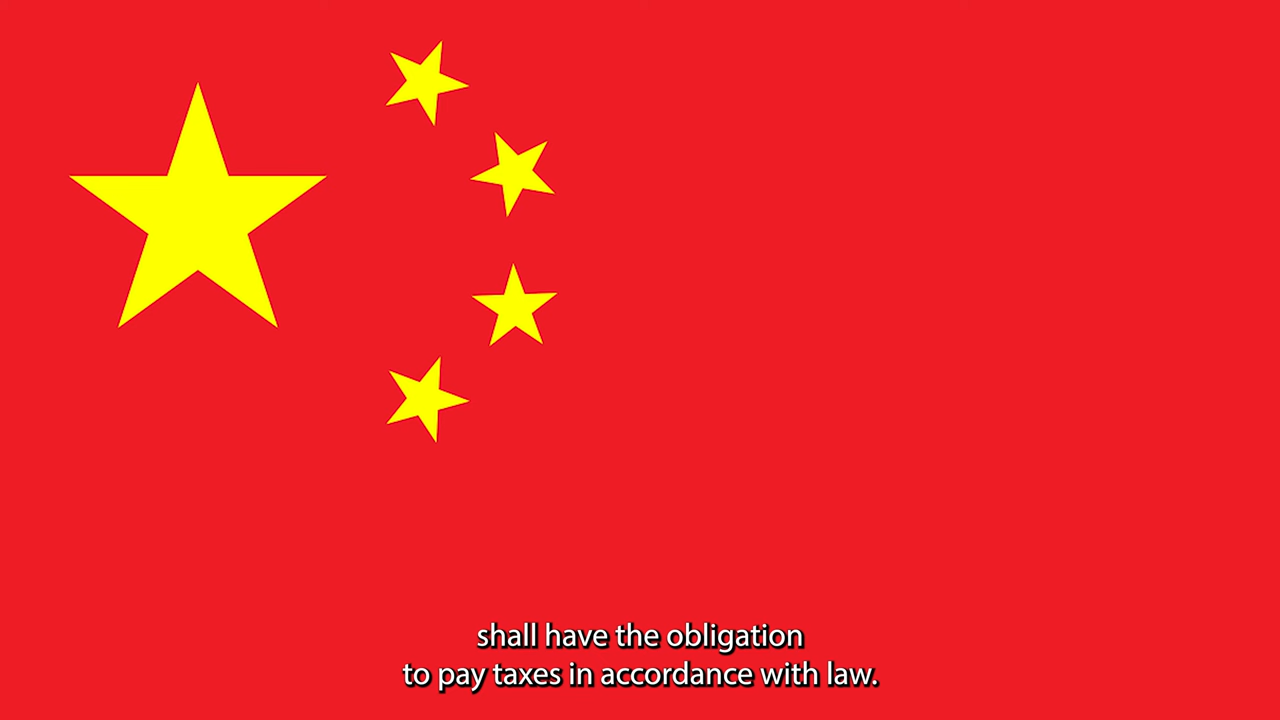 shall have the obligation
to pay taxes in accordance with law.